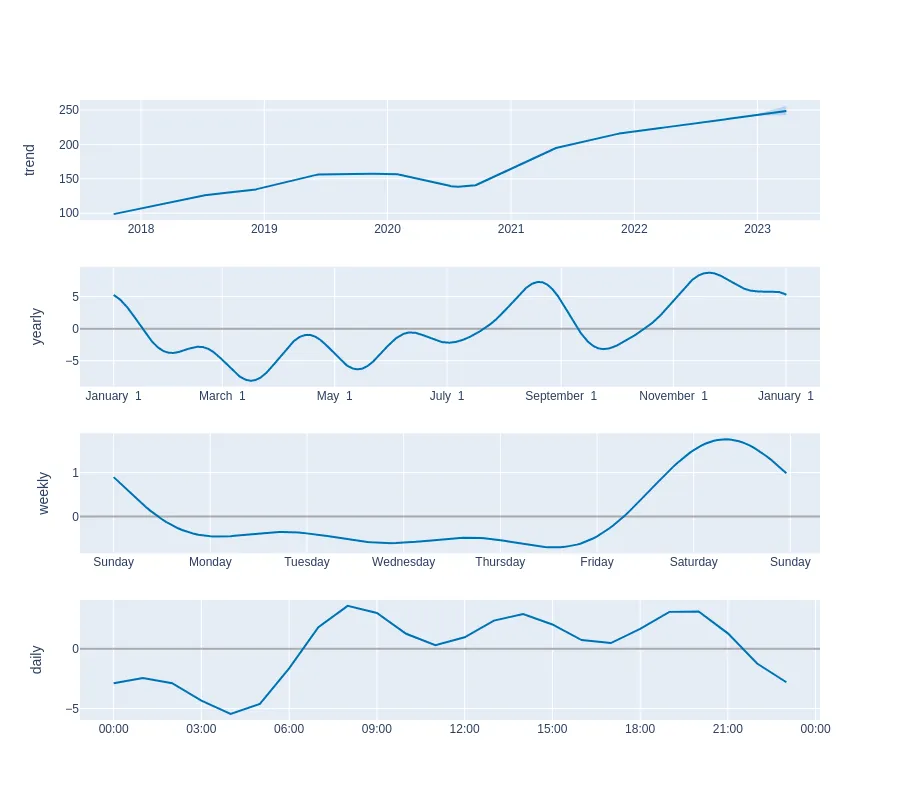 trend
250
200
150
100
2018 2019 2020 2021 2022 2023
yearly
5
0
−5
January 1 March 1 May 1 July 1 September 1 November 1 January 1
weekly
1
0
Sunday Monday Tuesday Wednesday Thursday Friday Saturday Sunday
daily
0
−5
00:00 03:00 06:00 09:00 12:00 15:00 18:00 21:00 00:00